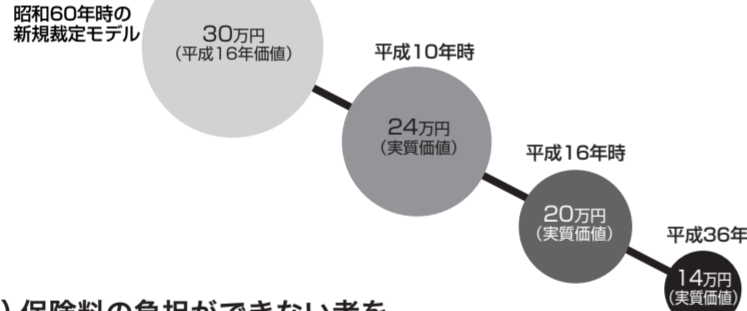 昭和60年時の
新規裁定モデル
30万円
(平成16年価値)
平成10年時
24万円
(実質価値)
平成16年時
20万円
(実質価値)
平成36年
14万円
(実質価値)
)保険料の負担ができない者を